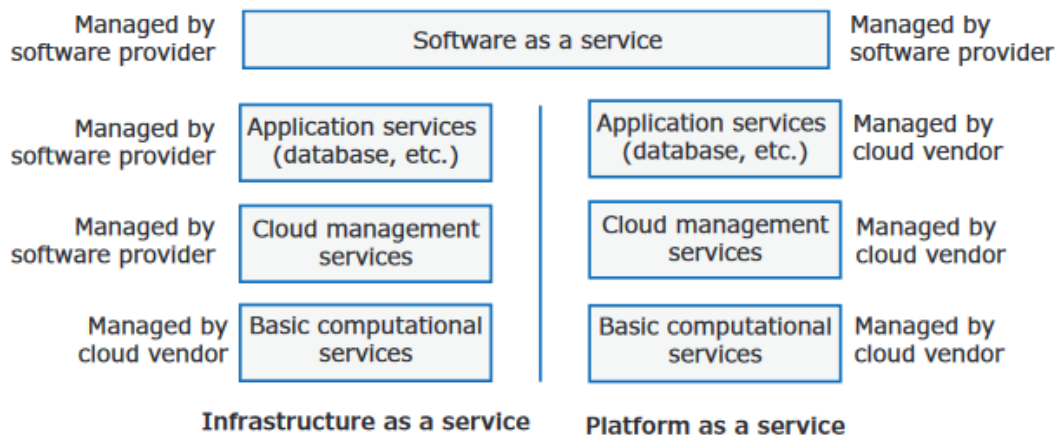 Managed by
software provider
Software as a service
Managed by
software provider
Managed by
software provider
Application services
(database, etc.)
Application services
(database, etc.)
Managed by
cloud vendor
Managed by
software provider
Cloud management
services
Cloud management
services
Managed by
cloud vendor
Managed by
cloud vendor
Basic computational
services
Basic computational
services
Managed by
cloud vendor
Infrastructure as a service
Platform as a service